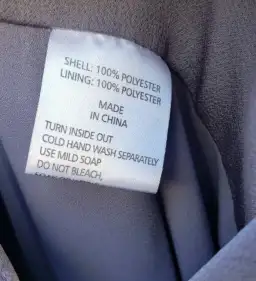 SHELL: 100% POLYESTER
LINING: 100% POLYESTER
MADE
IN CHINA
TURN INSIDE OUT
COLD HAND WASH SEPARATELY
USE MILD SOAP
DO NOT BLEACH,